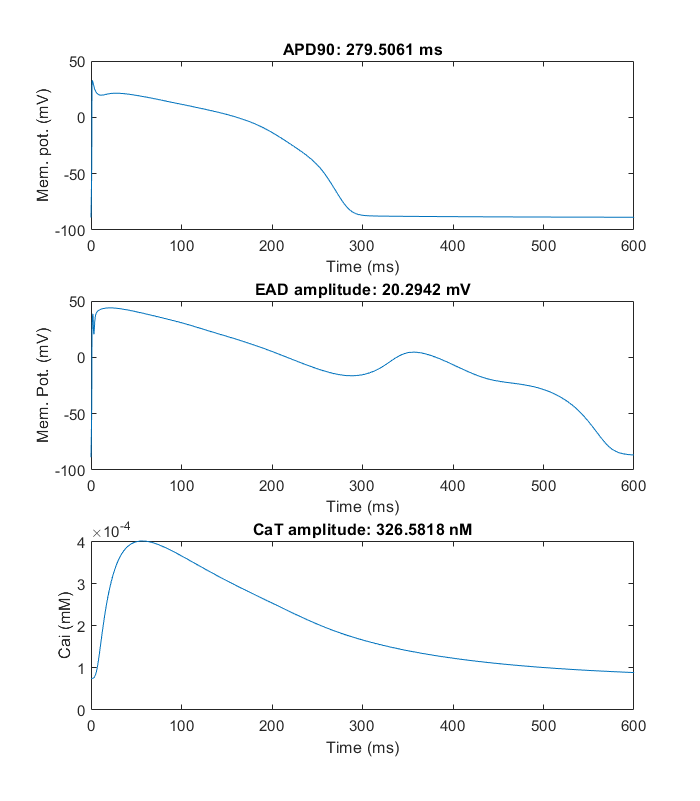 APD90: 279.5061 ms
50
0
-50
-100
Mem. pot. (mV)
0 100 200 300 400 500 600
Time (ms)
EAD amplitude: 20.2942 mV
50
0
-50
-100
Mem. Pot. (mV)
0 100 200 300 400 500 600
Time (ms)
CaT amplitude: 326.5818 nM
×10-4
4
3
2
1
0
Cai (mM)
0 100 200 300 400 500 600
Time (ms)